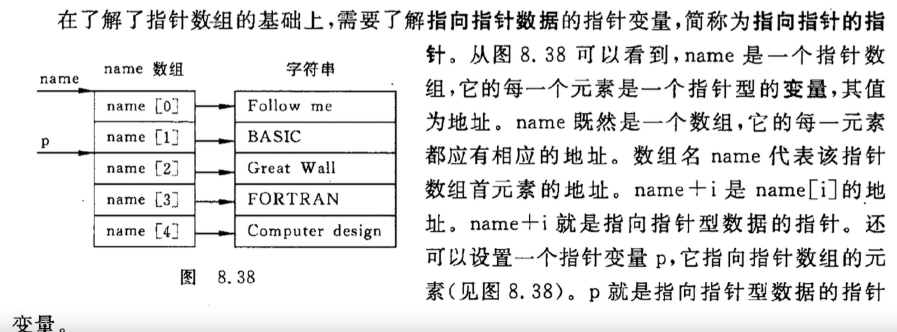 在了解了指针数组的基础上,需要了解指向指针数据的指针变量,简称为指向指针的指
针。从图 8.38 可以看到,name 是一个指针数
组,它的每一个元素是一个指针型的变量,其值
为地址。name 既然是一个数组,它的每一元素
都应有相应的地址。数组名 name 代表该指针
数组首元素的地址。name+i 是 name[i]的地
址。name+i 就是指向指针型数据的指针。还
可以设置一个指针变量 p,它指向指针数组的元
素(见图 8.38)。p 就是指向指针型数据的指针
变量。
name
name 数组
字符串
name [0]
Follow me
name [1]
BASIC
p
name [2]
Great Wall
name [3]
FORTRAN
name [4]
Computer design
图 8.38